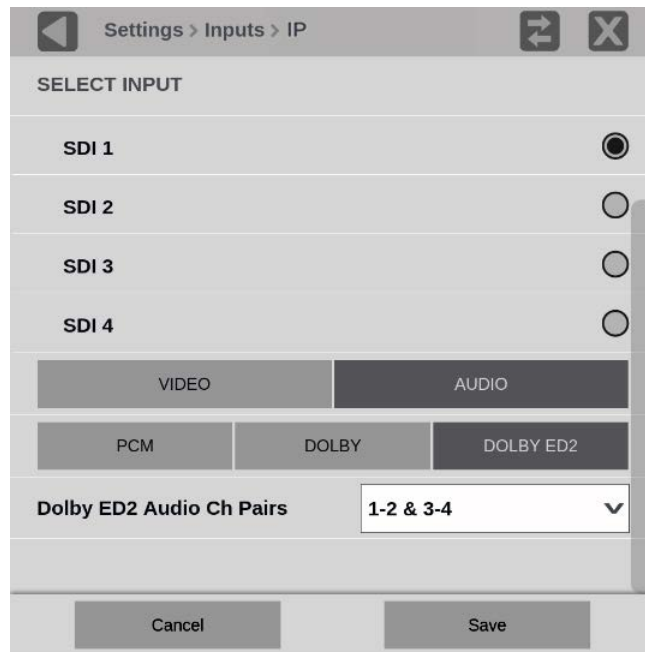 Settings > Inputs > IP
SELECT INPUT
SDI 1
SDI 2
SDI 3
SDI 4
VIDEO AUDIO
PCM DOLBY DOLBY ED2
Dolby ED2 Audio Ch Pairs 1-2 & 3-4
Cancel Save